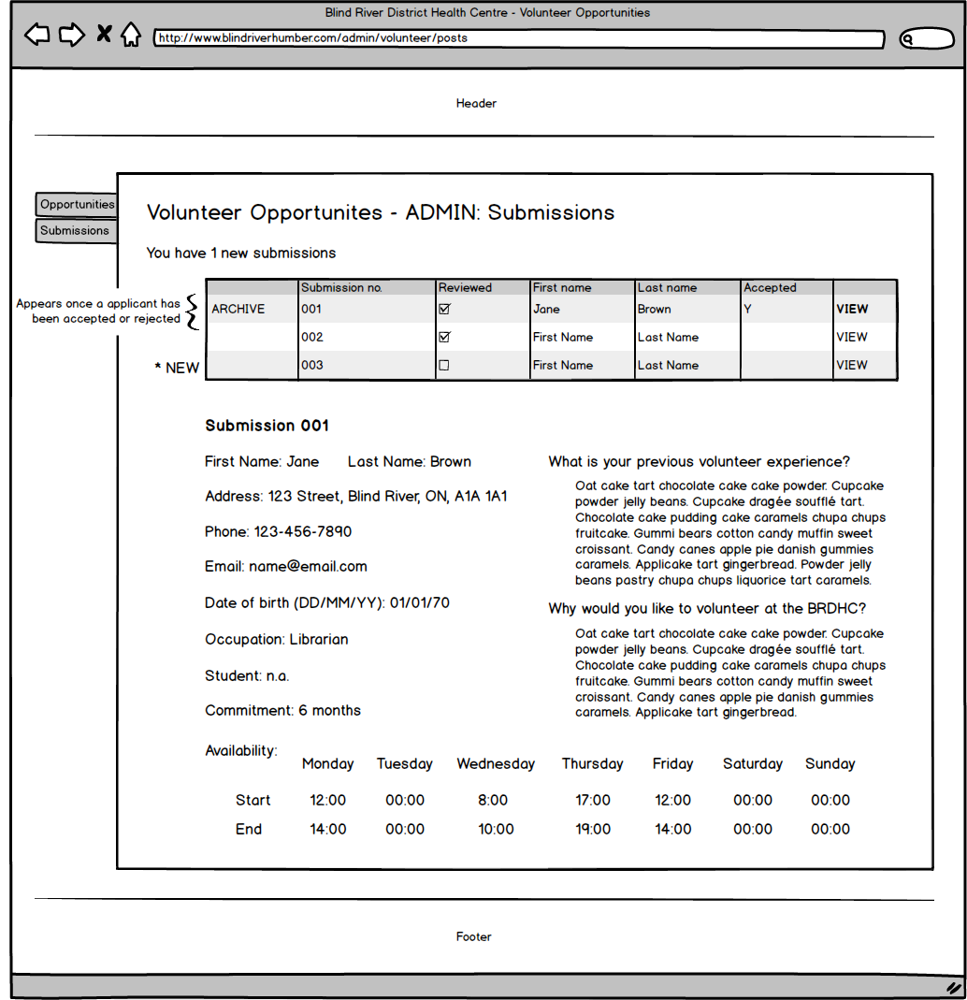 Blind River District Health Centre - Volunteer Opportunities
http://www.blindriverhumber.com/admin/volunteer/posts
Header
Opportunities
Submissions
Volunteer Opportunites - ADMIN: Submissions
You have 1 new submissions
Submission no. Reviewed First name Last name Accepted
Appears once a applicant has
been accepted or rejected
ARCHIVE 001 Jane Brown Y VIEW
002 First Name Last Name VIEW
* NEW 003 First Name Last Name VIEW
Submission 001
First Name: Jane Last Name: Brown
Address: 123 Street, Blind River, ON, A1A 1A1
Phone: 123-456-7890
Email: name@email.com
Date of birth (DD/MM/YY): 01/01/70
Occupation: Librarian
Student: n.a.
Commitment: 6 months
What is your previous volunteer experience?
Oat cake tart chocolate cake cake powder. Cupcake
powder jelly beans. Cupcake dragée soufflé tart.
Chocolate cake pudding cake caramels chupa chups
fruitcake. Gummi bears cotton candy muffin sweet
croissant. Candy canes apple pie danish gummies
caramels. Applicake tart gingerbread. Powder jelly
beans pastry chupa chups liquorice tart caramels.
Why would you like to volunteer at the BRDHC?
Oat cake tart chocolate cake cake powder. Cupcake
powder jelly beans. Cupcake dragée soufflé tart.
Chocolate cake pudding cake caramels chupa chups
fruitcake. Gummi bears cotton candy muffin sweet
croissant. Candy canes apple pie danish gummies
caramels. Applicake tart gingerbread.
Availability:
Monday Tuesday Wednesday Thursday Friday Saturday Sunday
Start 12:00 00:00 8:00 17:00 12:00 00:00 00:00
End 14:00 00:00 10:00 19:00 14:00 00:00 00:00
Footer